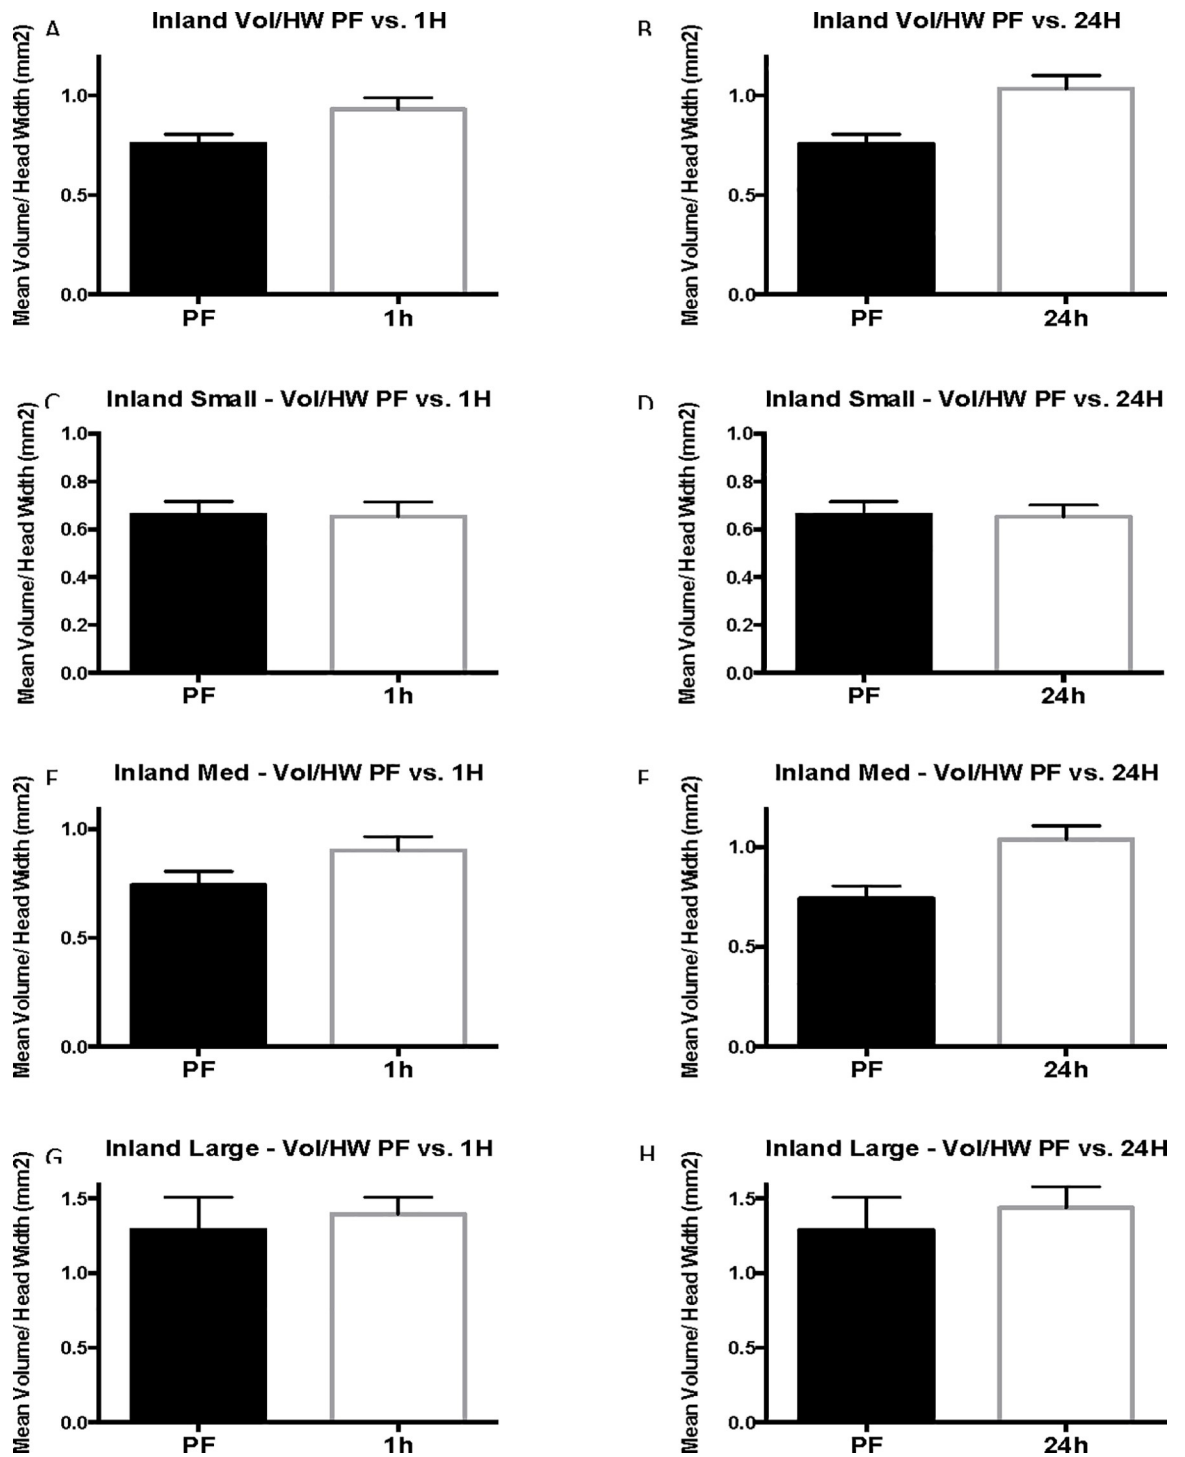 A
Inland Vol/HW PF vs. 1H
Mean Volume/ Head Width (mm2)
1.0
0.5
0.0
PF
1h
B
Inland Vol/HW PF vs. 24H
Mean Volume/ Head Width (mm2)
1.0
0.5
0.0
PF
24h
C
Inland Small - Vol/HW PF vs. 1H
Mean Volume/ Head Width (mm2)
1.0
0.8
0.6
0.4
0.2
0.0
PF
1h
D
Inland Small - Vol/HW PF vs. 24H
Mean Volume/ Head Width (mm2)
1.0
0.8
0.6
0.4
0.2
0.0
PF
24h
E
Inland Med - Vol/HW PF vs. 1H
Mean Volume/ Head Width (mm2)
1.0
0.5
0.0
PF
1h
F
Inland Med - Vol/HW PF vs. 24H
Mean Volume/ Head Width (mm2)
1.0
0.5
0.0
PF
24h
G
Inland Large - Vol/HW PF vs. 1H
Mean Volume/ Head Width (mm2)
1.5
1.0
0.5
0.0
PF
1h
H
Inland Large - Vol/HW PF vs. 24H
Mean Volume/ Head Width (mm2)
1.5
1.0
0.5
0.0
PF
24h